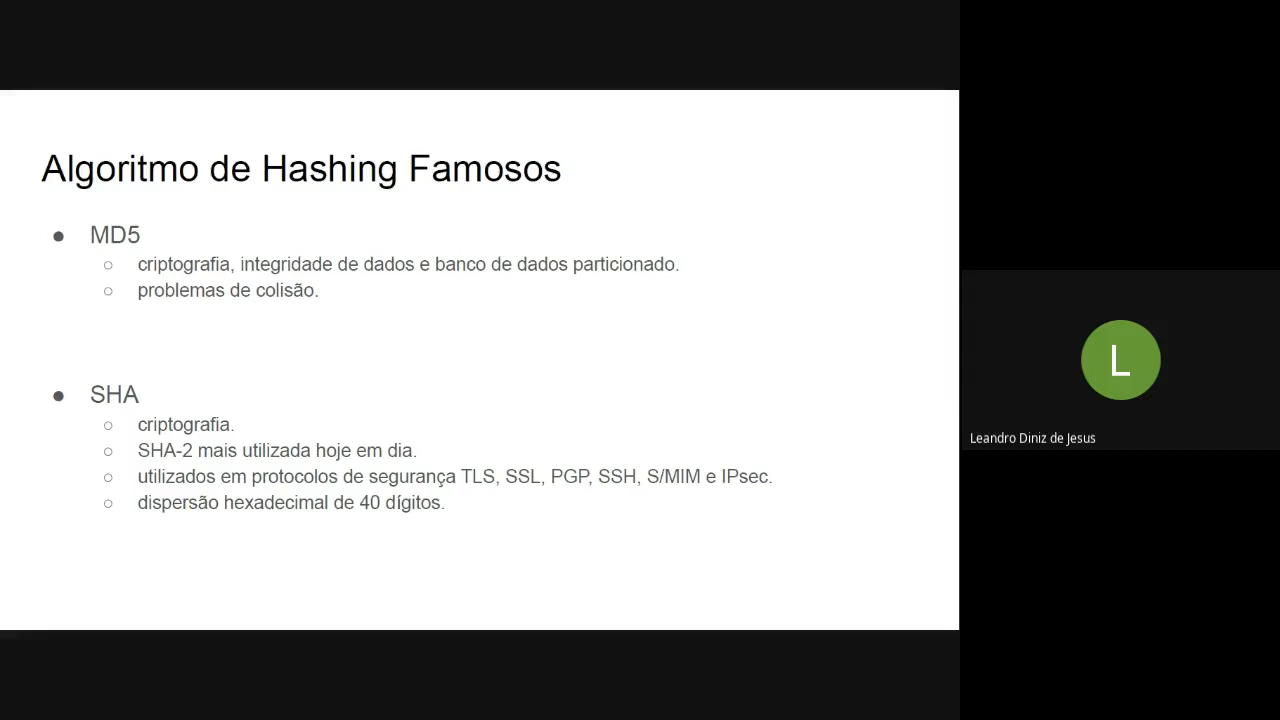 Algoritmo de Hashing Famosos
● MD5
○ criptografia, integridade de dados e banco de dados particionado.
○ problemas de colisão.
● SHA
○ criptografia.
○ SHA-2 mais utilizada hoje em dia.
○ utilizados em protocolos de segurança TLS, SSL, PGP, SSH, S/MIM e IPsec.
○ dispersão hexadecimal de 40 dígitos.
L
Leandro Diniz de Jesus